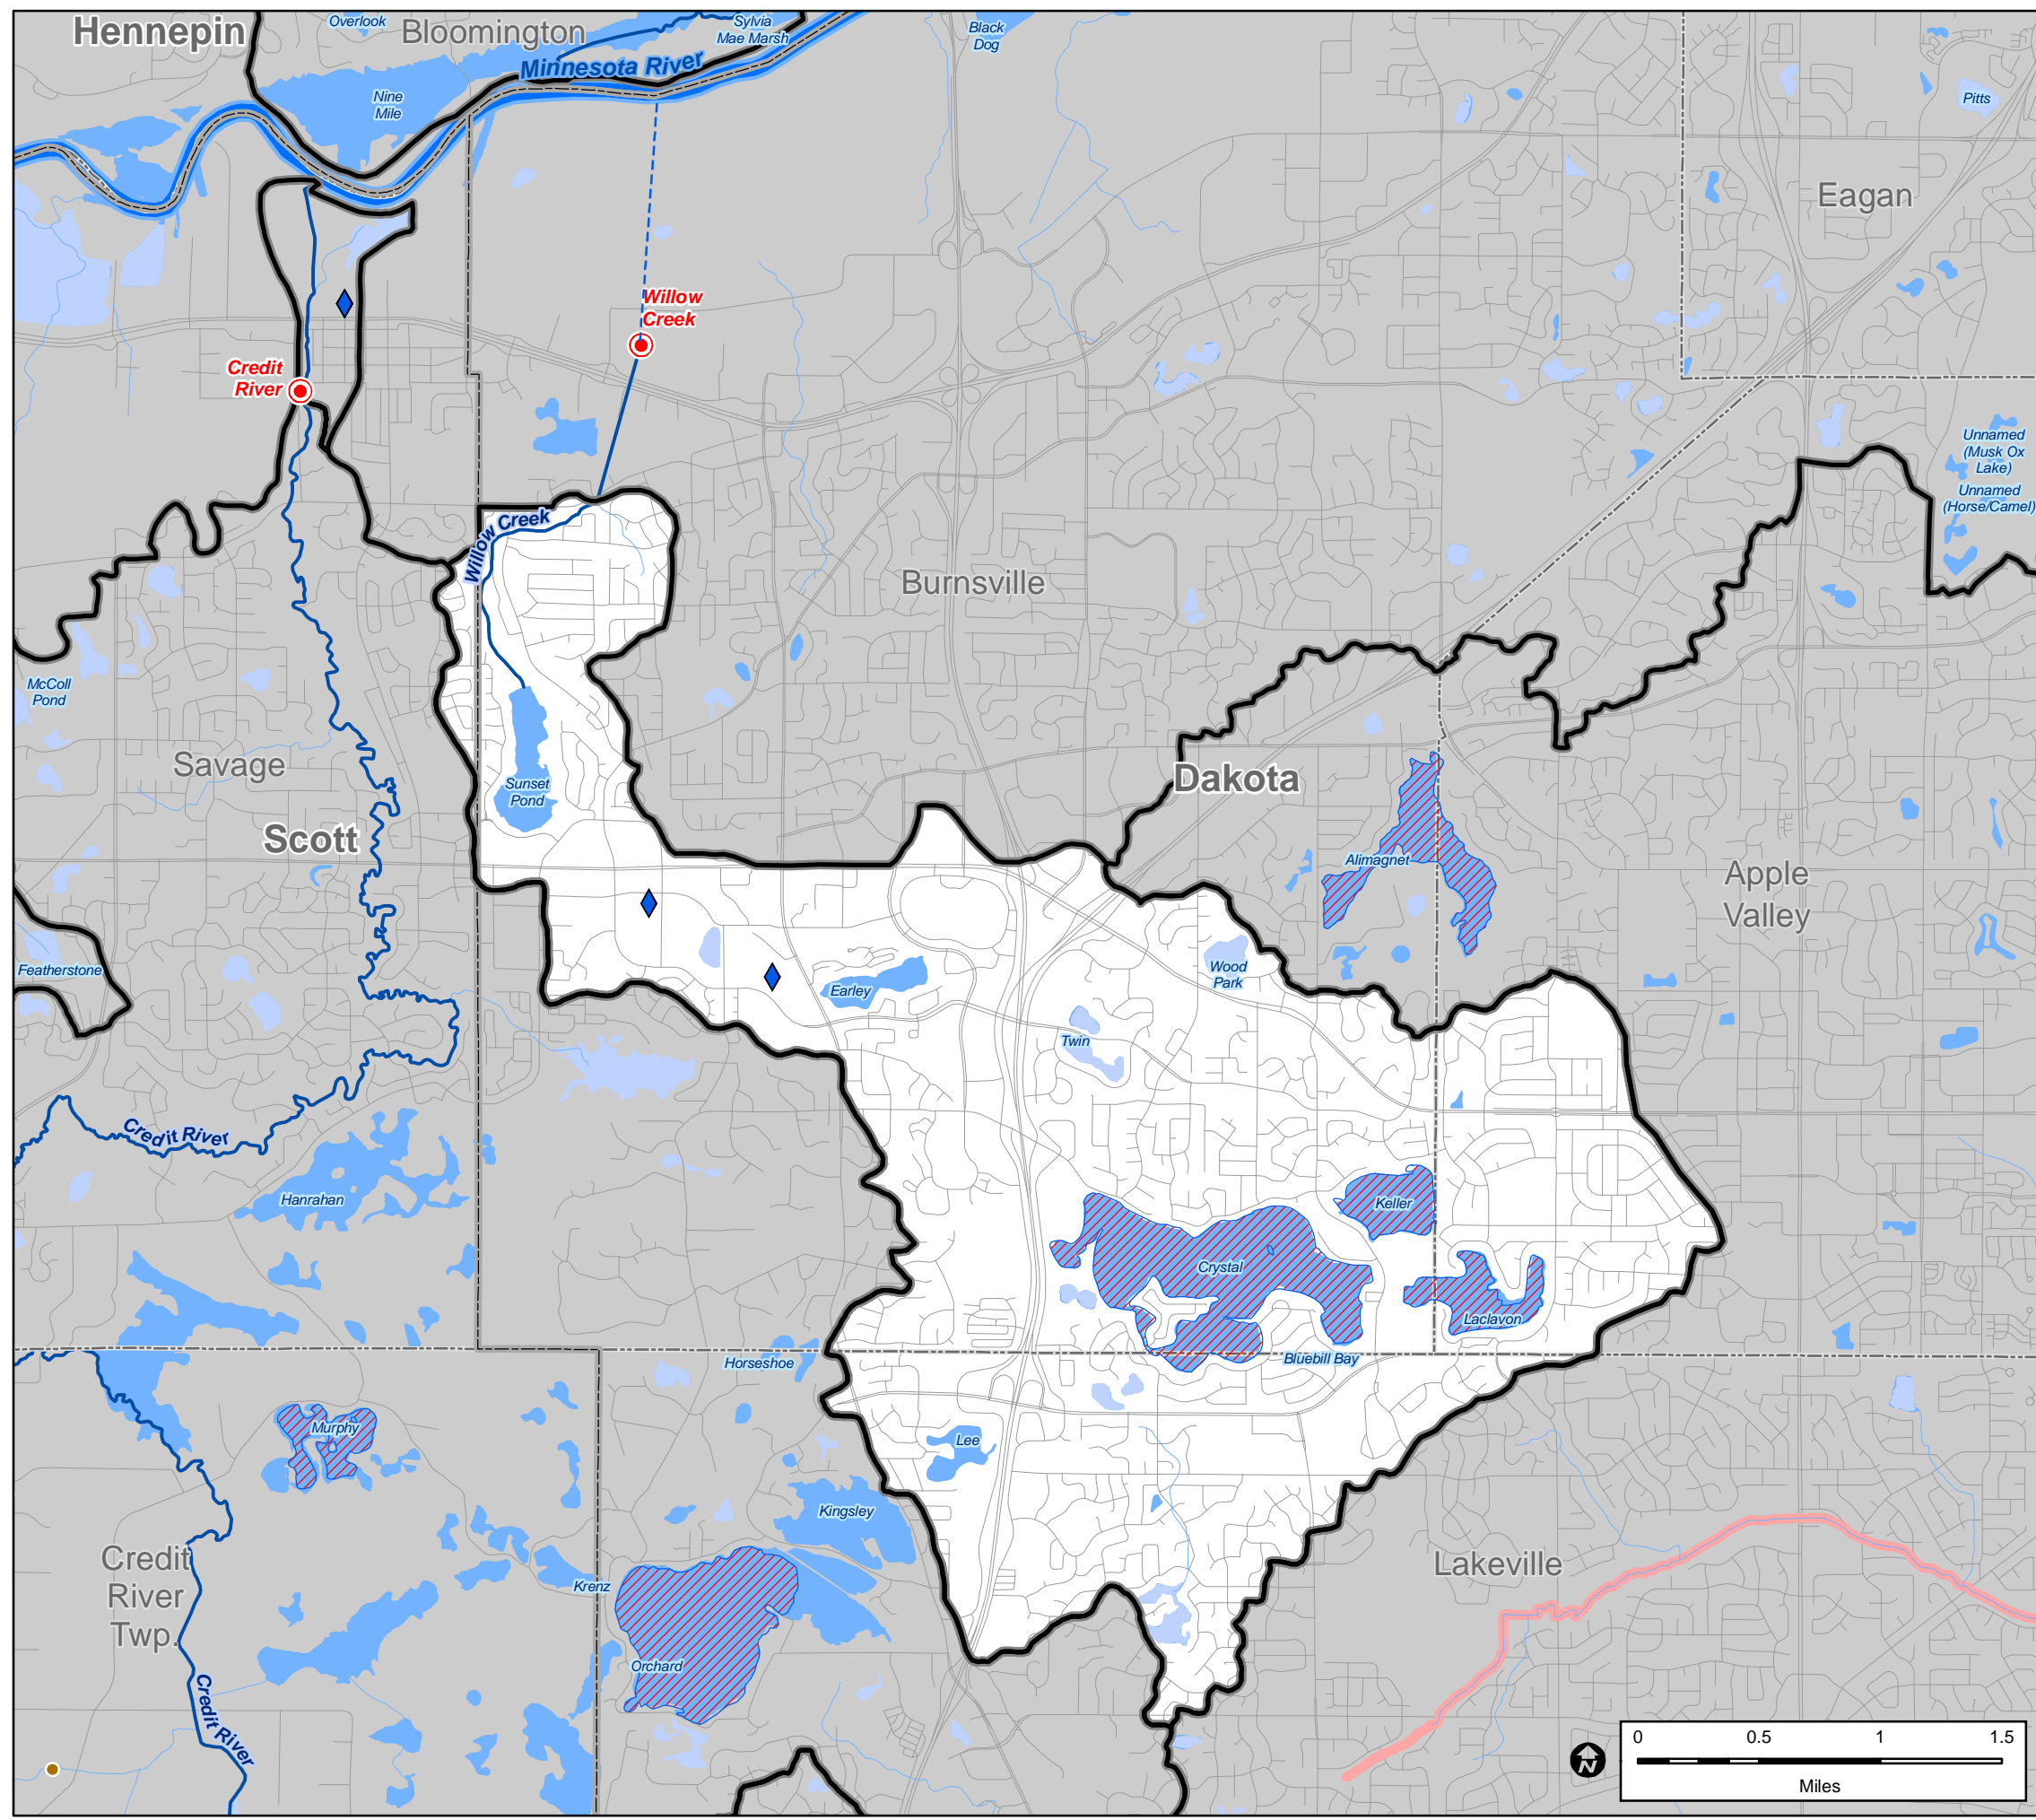 Hennepin
Overlook
Bloomington
Sylvia
Mae Marsh
Black
Dog
Minnesota River
Nine
Mile
Pitts
Eagan
Willow
Creek
Credit
River
Unnamed
(Musk Ox
Lake)
Unnamed
(Horse/Camel)
Willow Creek
Burnsville
McColl
Pond
Savage
Sunset
Pond
Dakota
Scott
Alimagnet
Apple
Valley
Featherstone
Earley
Wood
Park
Twin
Credit River
Hanrahan
Keller
Crystal
Laclavon
Horseshoe
Bluebill Bay
Murphy
Lee
Kingsley
Credit
River
Twp.
Krenz
Lakeville
Orchard
Credit River
N
0 0.5 1 1.5
Miles